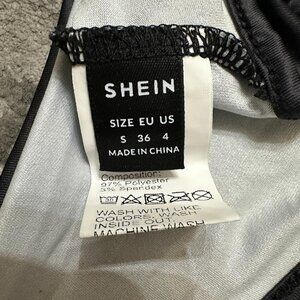 SHEIN
SIZE EU US
S 36 4
MADE IN CHINA
Composition:
97% Polyester
3% Spandex
WASH WITH LIKE
COLORS, WASH
INSIDE OUT
MACHINE WASH